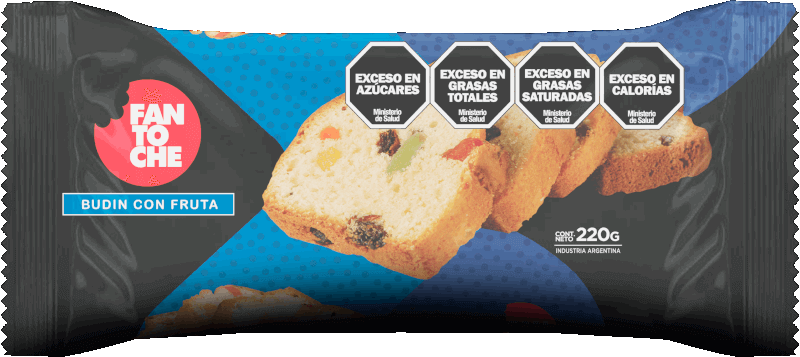 FAN
TO
CHE
BUDIN CON FRUTA
EXCESO EN
AZÚCARES
Ministerio
de Salud
EXCESO EN
GRASAS
TOTALES
Ministerio
de Salud
EXCESO EN
GRASAS
SATURADAS
Ministerio
de Salud
EXCESO EN
CALORÍAS
Ministerio
de Salud
CONT.
NETO 220G
INDUSTRIA ARGENTINA